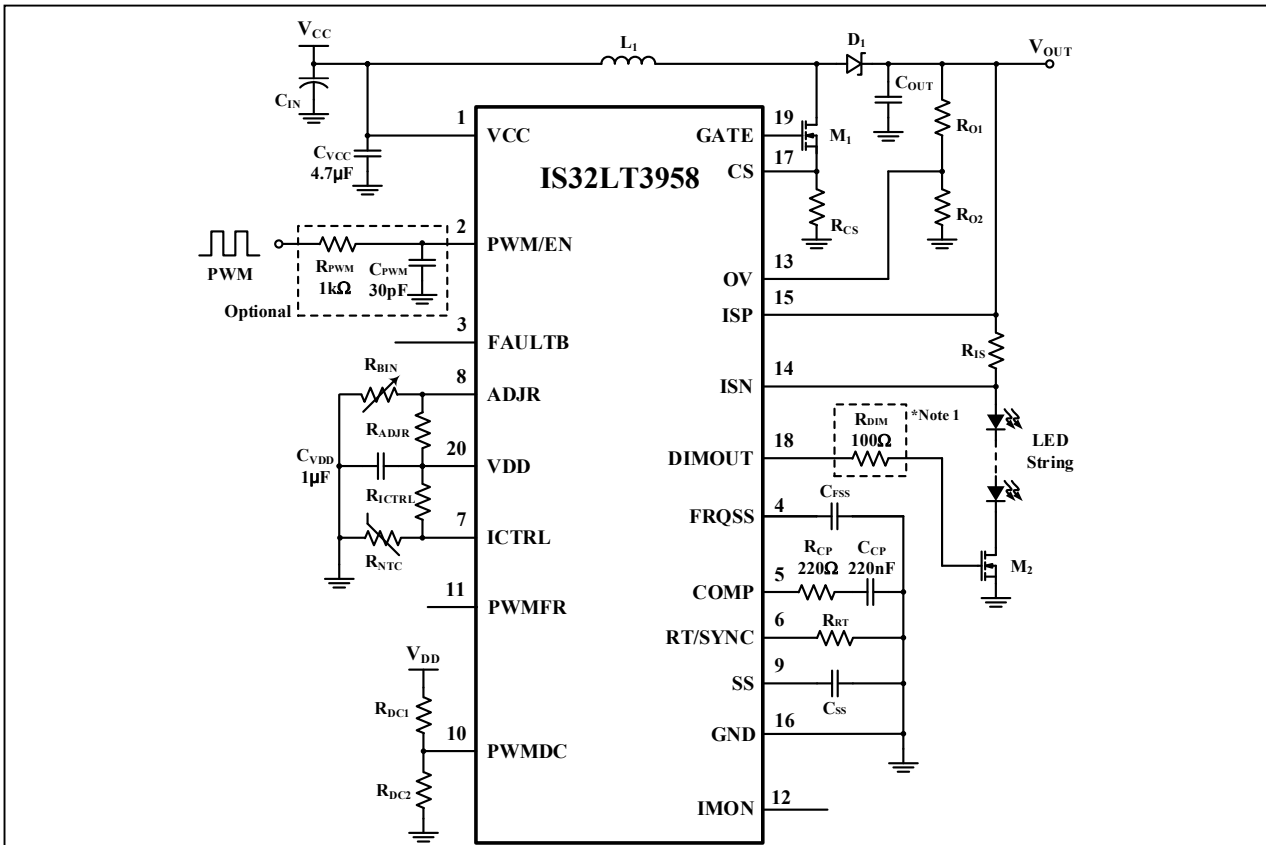 VCC
L1
D1
VOUT
CIN
COUT
1
VCC
19
GATE
M1
RO1
CVCC
4.7µF
IS32LT3958
17
CS
RCS
RO2
2
PWM/EN
PWM
RPWM
1kΩ
CPWM
30pF
Optional
13
OV
15
ISP
3
FAULTB
RIS
RBIN
8
ADJR
14
ISN
RADJR
RDIM
100Ω
*Note 1
CVDD
1µF
20
VDD
18
DIMOUT
LED
String
RICTRL
CFSS
4
FRQSS
7
ICTRL
RNTC
RCP
220Ω
CCP
220nF
M2
5
COMP
11
PWMFR
6
RT/SYNC
RRT
VDD
9
SS
CSS
RDC1
16
GND
10
PWMDC
RDC2
12
IMON